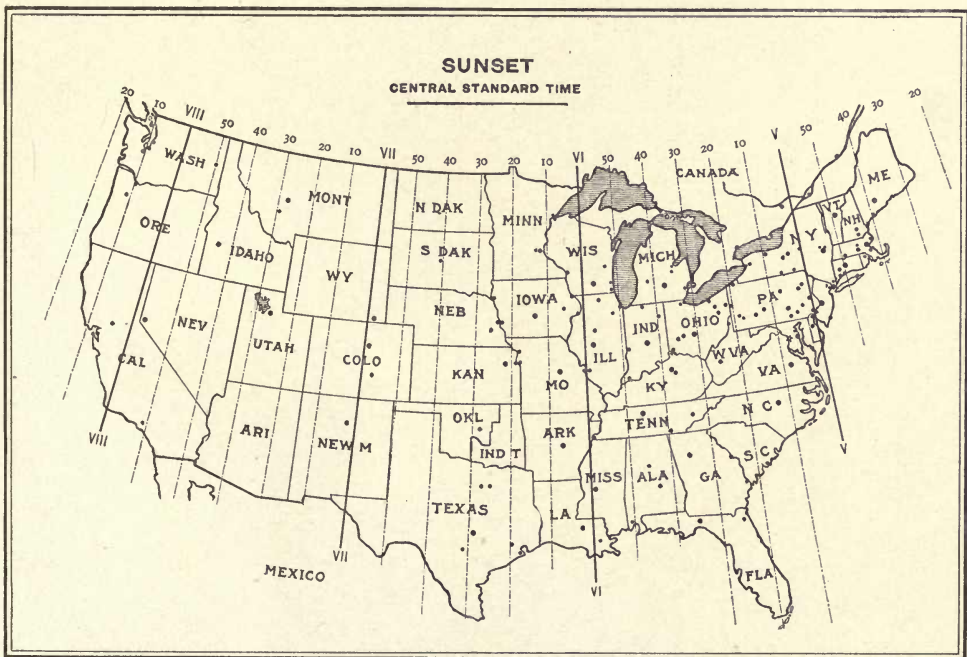 SUNSET
CENTRAL STANDARD TIME
20 10 VIII 50 40 30 20 10 VII 50 40 30 20 10 VI 50 40 30 20 10 V 50 40 30 20
CANADA
WASH
MONT
N DAK
MINN
ME
VT
NH
ORE
IDAHO
S DAK
WIS
MICH
N Y
WY
IOWA
PA
NEB
NEV
UTAH
COLO
ILL
IND
OHIO
W VA
VA
CAL
KAN
MO
KY
N C
TENN
ARI
NEW M
OKL
IND T
ARK
S C
MISS
ALA
GA
TEXAS
LA
FLA
MEXICO
VIII
VII
VI
V